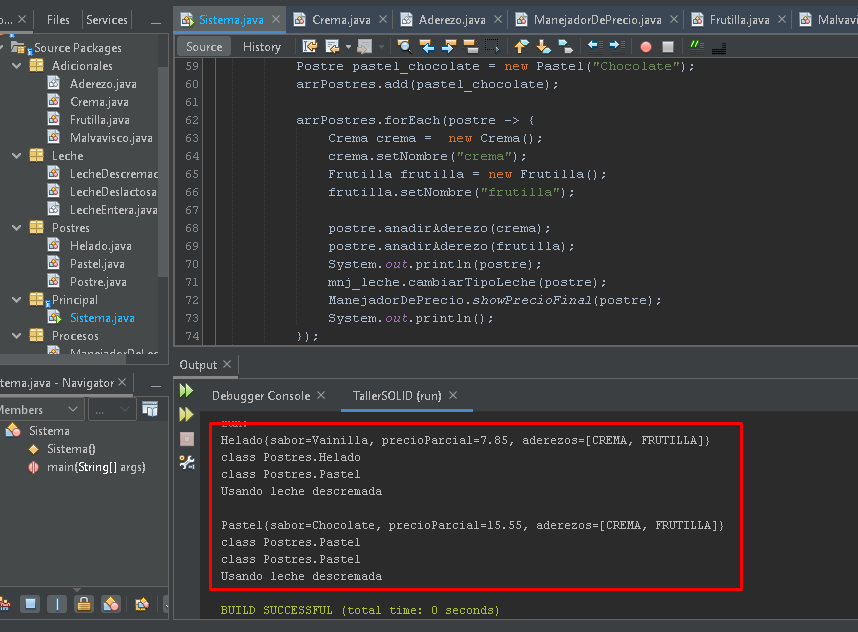 ...
Files
Services
Source Packages
Adicionales
Aderezo.java
Crema.java
Frutilla.java
Malvavisco.java
Leche
LecheDescremad
LecheDeslactosa
LecheEntera.java
Postres
Helado.java
Pastel.java
Postre.java
Principal
Sistema.java
Procesos
stema.java - Navigator
Members
...
Sistema
Sistema()
main(String[] args)
Sistema.java
Crema.java
Aderezo.java
ManejadorDePrecio.java
Frutilla.java
Malvavi
Source
History
59 Postre pastel_chocolate = new Pastel("Chocolate");
60 arrPostres.add(pastel_chocolate);
61
62 arrPostres.forEach(postre -> {
63 Crema crema =  new Crema();
64 crema.setNombre("crema");
65 Frutilla frutilla = new Frutilla();
66 frutilla.setNombre("frutilla");
67
68 postre.anadirAderezo(crema);
69 postre.anadirAderezo(frutilla);
70 System.out.println(postre);
71 mnj_leche.cambiarTipoLeche(postre);
72 ManejadorDePrecio.showPrecioFinal(postre);
73 System.out.println();
74 });
Output
Debugger Console
TallerSOLID (run)
run:
Helado{sabor=Vainilla, precioParcial=7.85, aderezos=[CREMA, FRUTILLA]}
class Postres.Helado
class Postres.Pastel
Usando leche descremada
Pastel{sabor=Chocolate, precioParcial=15.55, aderezos=[CREMA, FRUTILLA]}
class Postres.Pastel
class Postres.Pastel
Usando leche descremada
BUILD SUCCESSFUL (total time: 0 seconds)